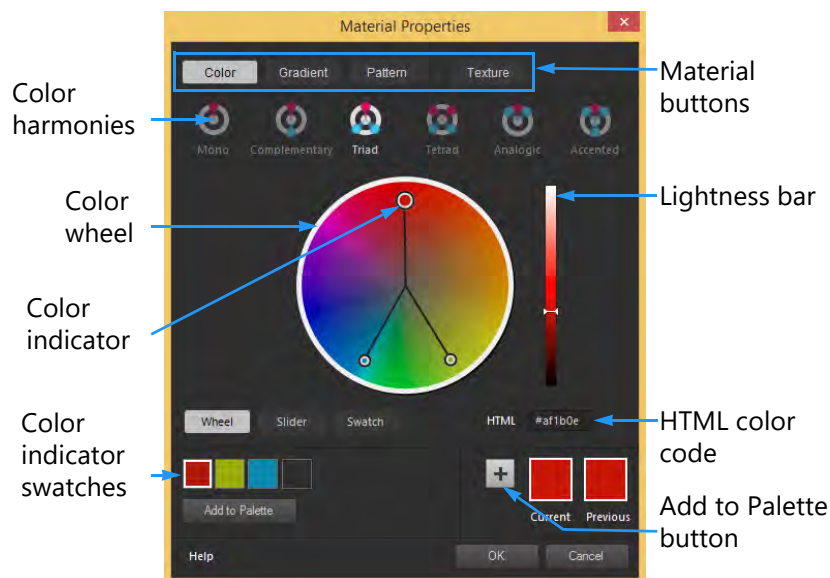 Material Properties
Color Gradient Pattern Texture
Material
buttons
Color
harmonies
Mono Complementary Triad Tetrad Analogic Accented
Lightness bar
Color
wheel
Color
indicator
Wheel Slider Swatch HTML #af1b0e
HTML color
code
Color
indicator
swatches
Add to Palette
Current Previous
Add to Palette
button
Help OK Cancel